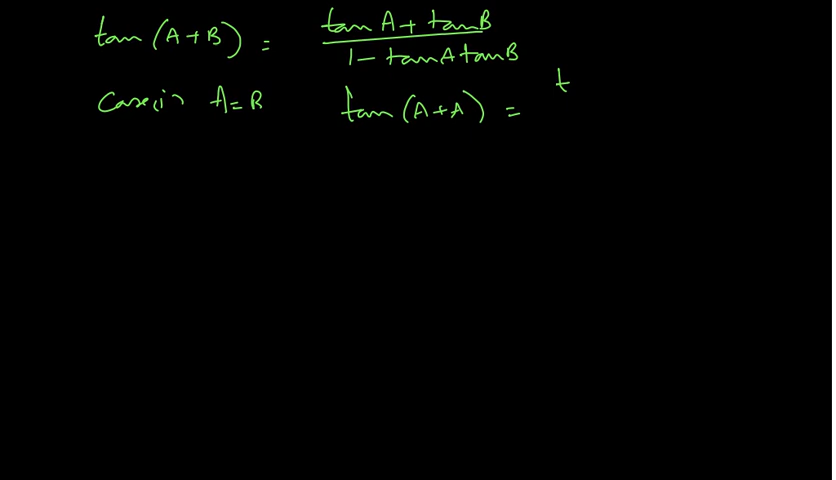 tan (A+B) = (tan A + tan B) / (1 - tan A tan B)
Case(i) A = B tan (A+A) = t